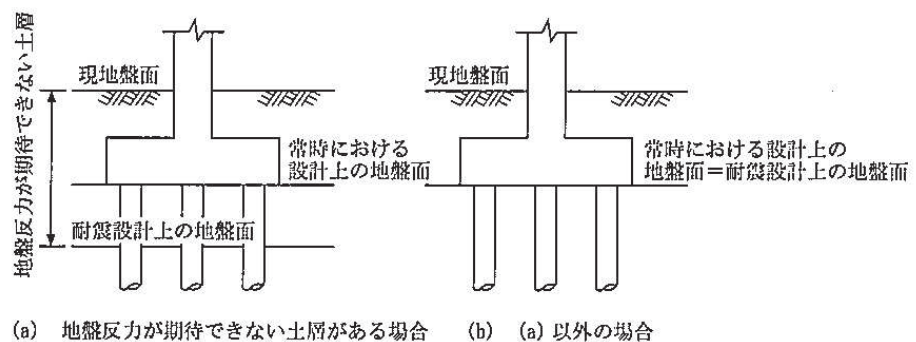 地盤反力が期待できない土層
現地盤面
常時における
設計上の地盤面
耐震設計上の地盤面
(a) 地盤反力が期待できない土層がある場合
現地盤面
常時における設計上の
地盤面=耐震設計上の地盤面
(b) (a)以外の場合